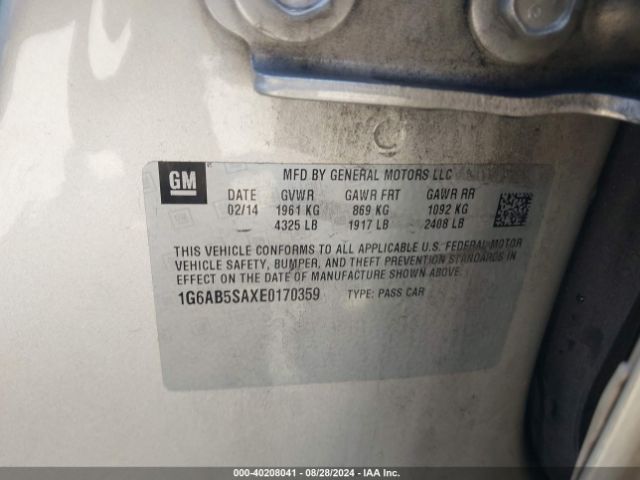 GM
MFD BY GENERAL MOTORS LLC
DATE GVWR GAWR FRT GAWR RR
02/14 1961 KG 869 KG 1092 KG
4325 LB 1917 LB 2408 LB
THIS VEHICLE CONFORMS TO ALL APPLICABLE U.S. FEDERAL MOTOR
VEHICLE SAFETY, BUMPER, AND THEFT PREVENTION STANDARDS IN
EFFECT ON THE DATE OF MANUFACTURE SHOWN ABOVE.
1G6AB5SAXE0170359 TYPE: PASS CAR
000-40208041 / 08/28/2024 - IAA Inc.